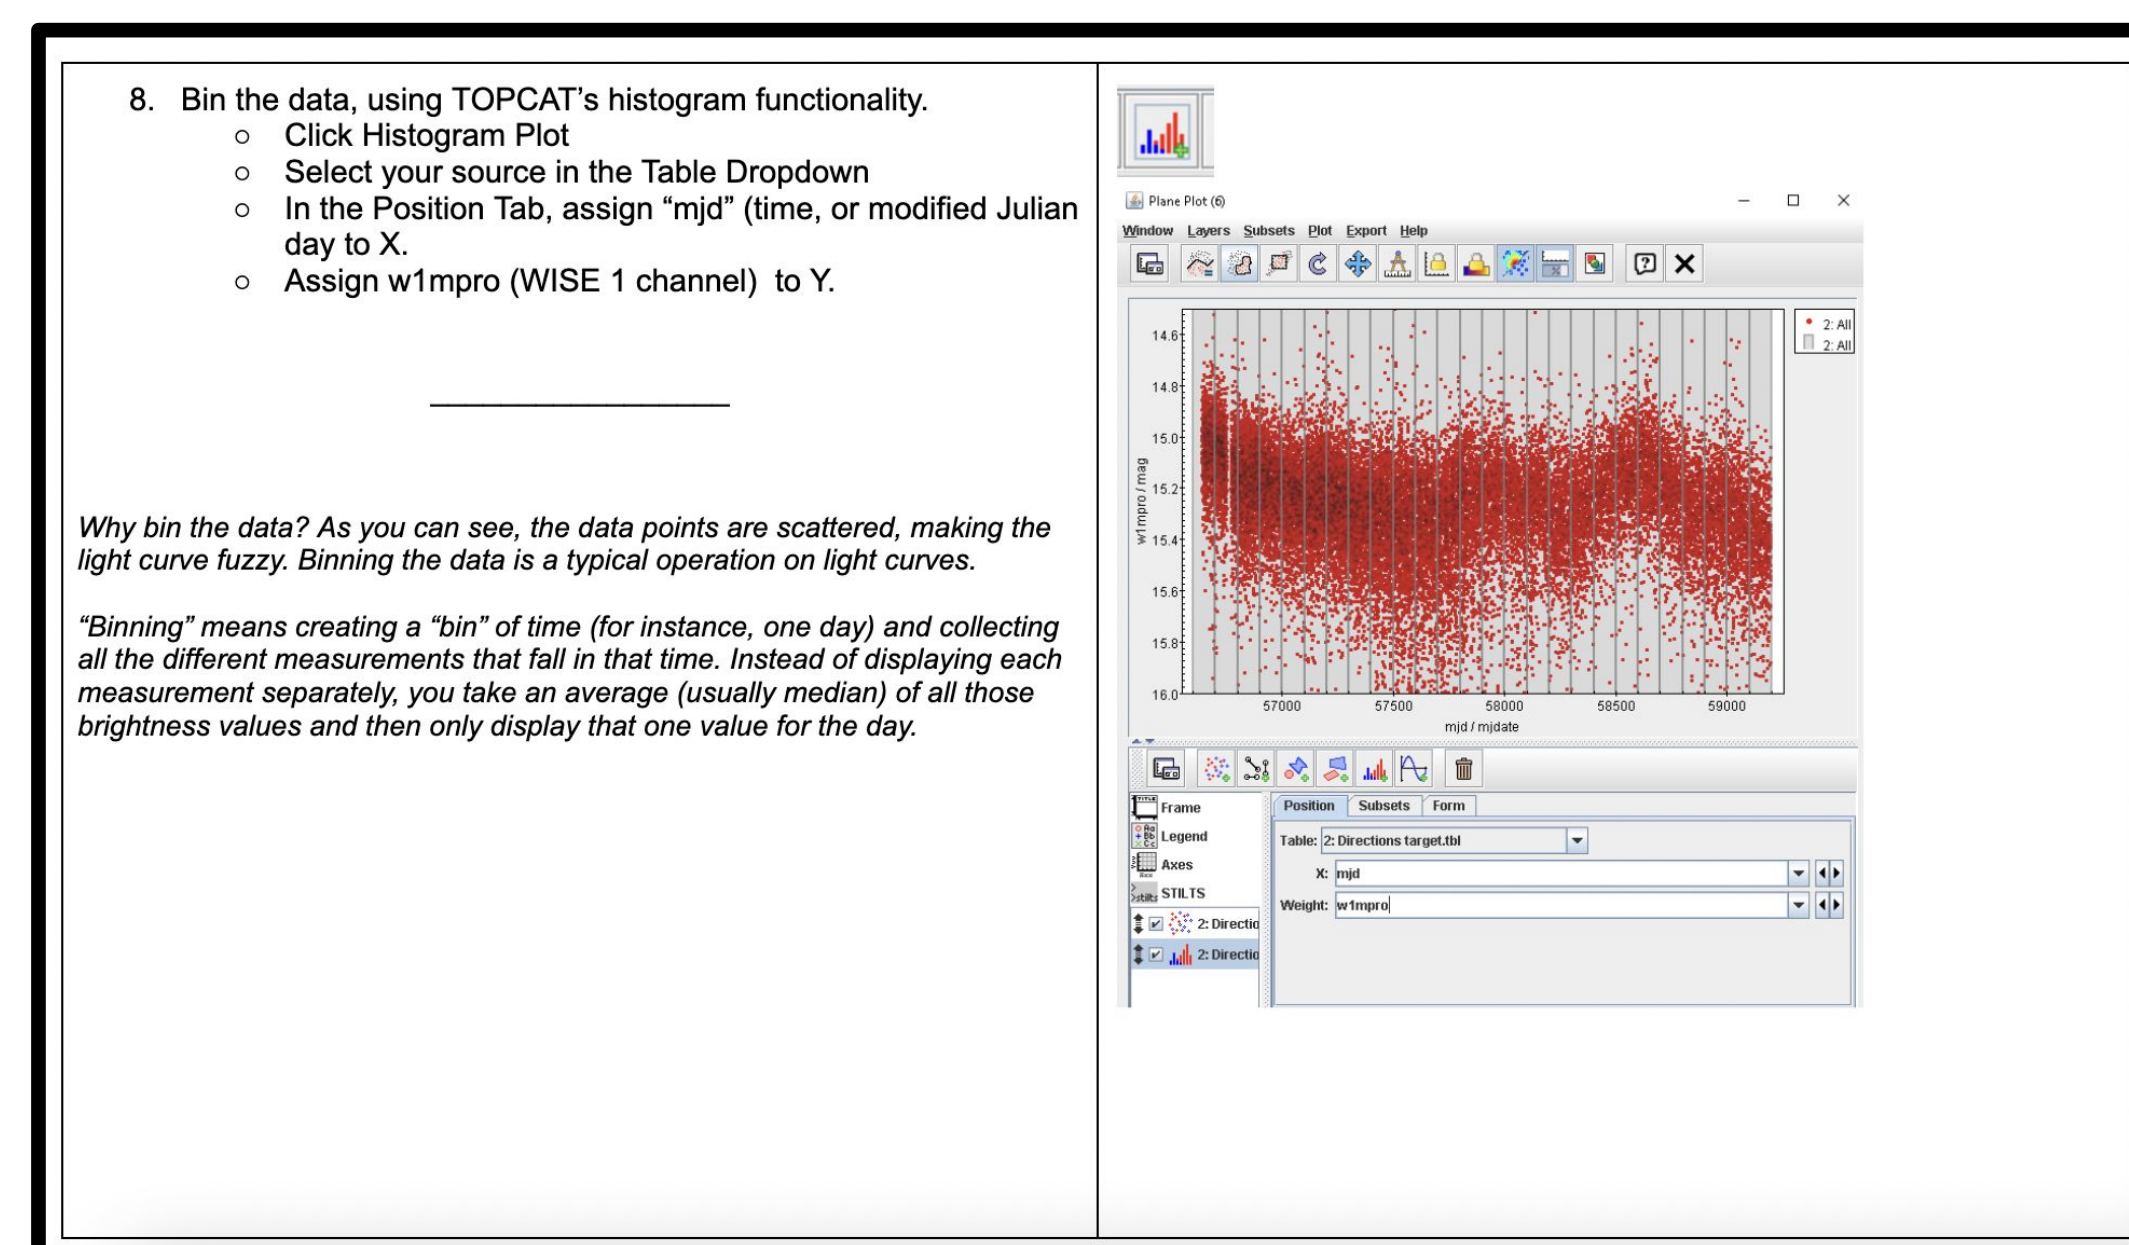 8. Bin the data, using TOPCAT's histogram functionality.
○ Click Histogram Plot
○ Select your source in the Table Dropdown
○ In the Position Tab, assign “mjd” (time, or modified Julian
day to X.
○ Assign w1mpro (WISE 1 channel)  to Y.
Why bin the data? As you can see, the data points are scattered, making the
light curve fuzzy. Binning the data is a typical operation on light curves.
“Binning” means creating a “bin” of time (for instance, one day) and collecting
all the different measurements that fall in that time. Instead of displaying each
measurement separately, you take an average (usually median) of all those
brightness values and then only display that one value for the day.
Plane Plot (6)
Window Layers Subsets Plot Export Help
14.6
14.8
15.0
15.2
15.4
15.6
15.8
16.0
w1mpro / mag
57000 57500 58000 58500 59000
mjd / mjdate
2: All
2: All
Frame
Legend
Axes
STILTS
2: Directio
2: Directio
Position Subsets Form
Table: 2: Directions target.tbl
X: mjd
Weight: w1mpro